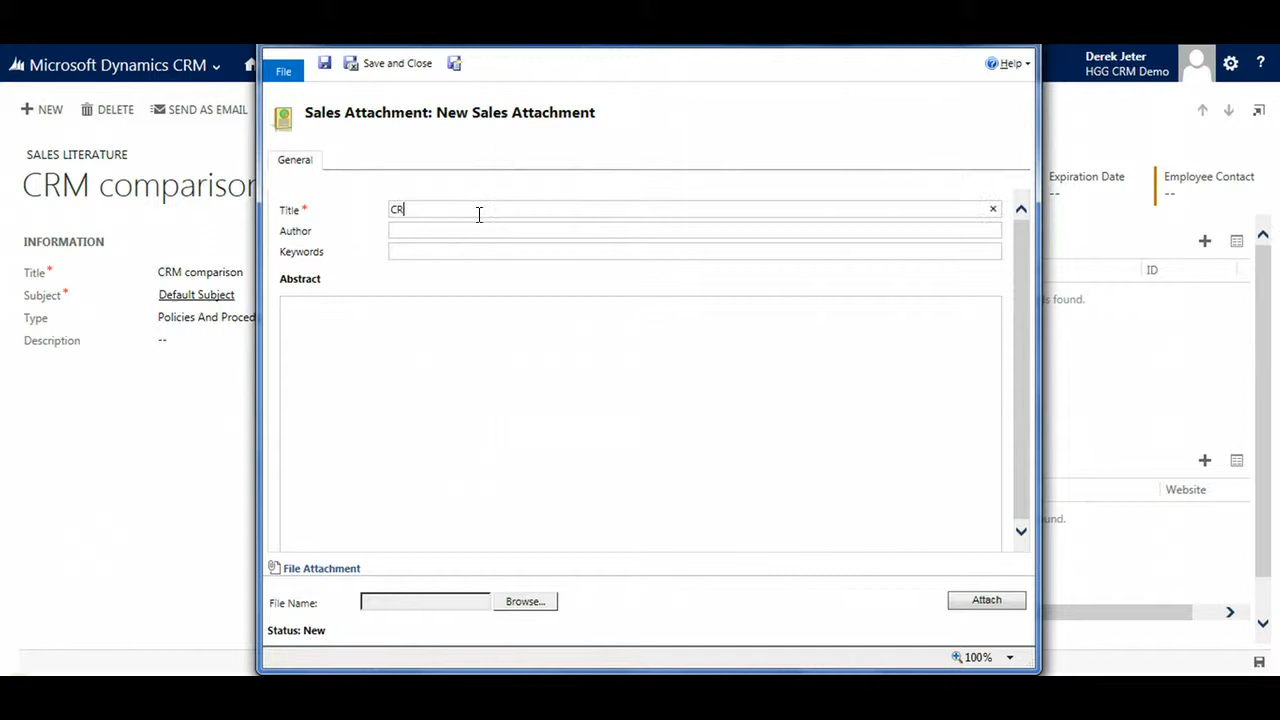 Microsoft Dynamics CRM
Derek Jeter
HGG CRM Demo
?
NEW
DELETE
SEND AS EMAIL
SALES LITERATURE
CRM comparison
Expiration Date
--
Employee Contact
--
INFORMATION
Title*
CRM comparison
Subject*
Default Subject
Type
Policies And Proced
Description
--
File
Save and Close
Help
Sales Attachment: New Sales Attachment
General
Title *
CR
Author
Keywords
Abstract
File Attachment
File Name:
Browse...
Attach
Status: New
100%
ID
s found.
Website
und.